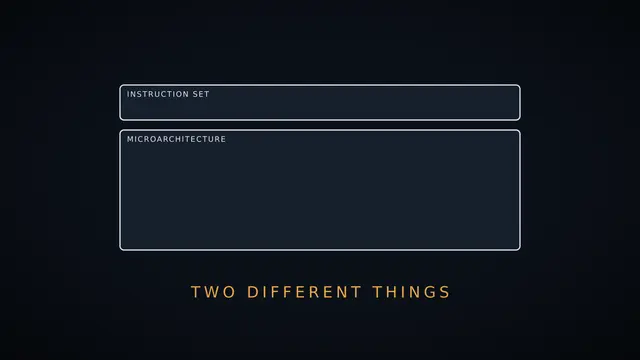 INSTRUCTION SET
MICROARCHITECTURE
TWO DIFFERENT THINGS